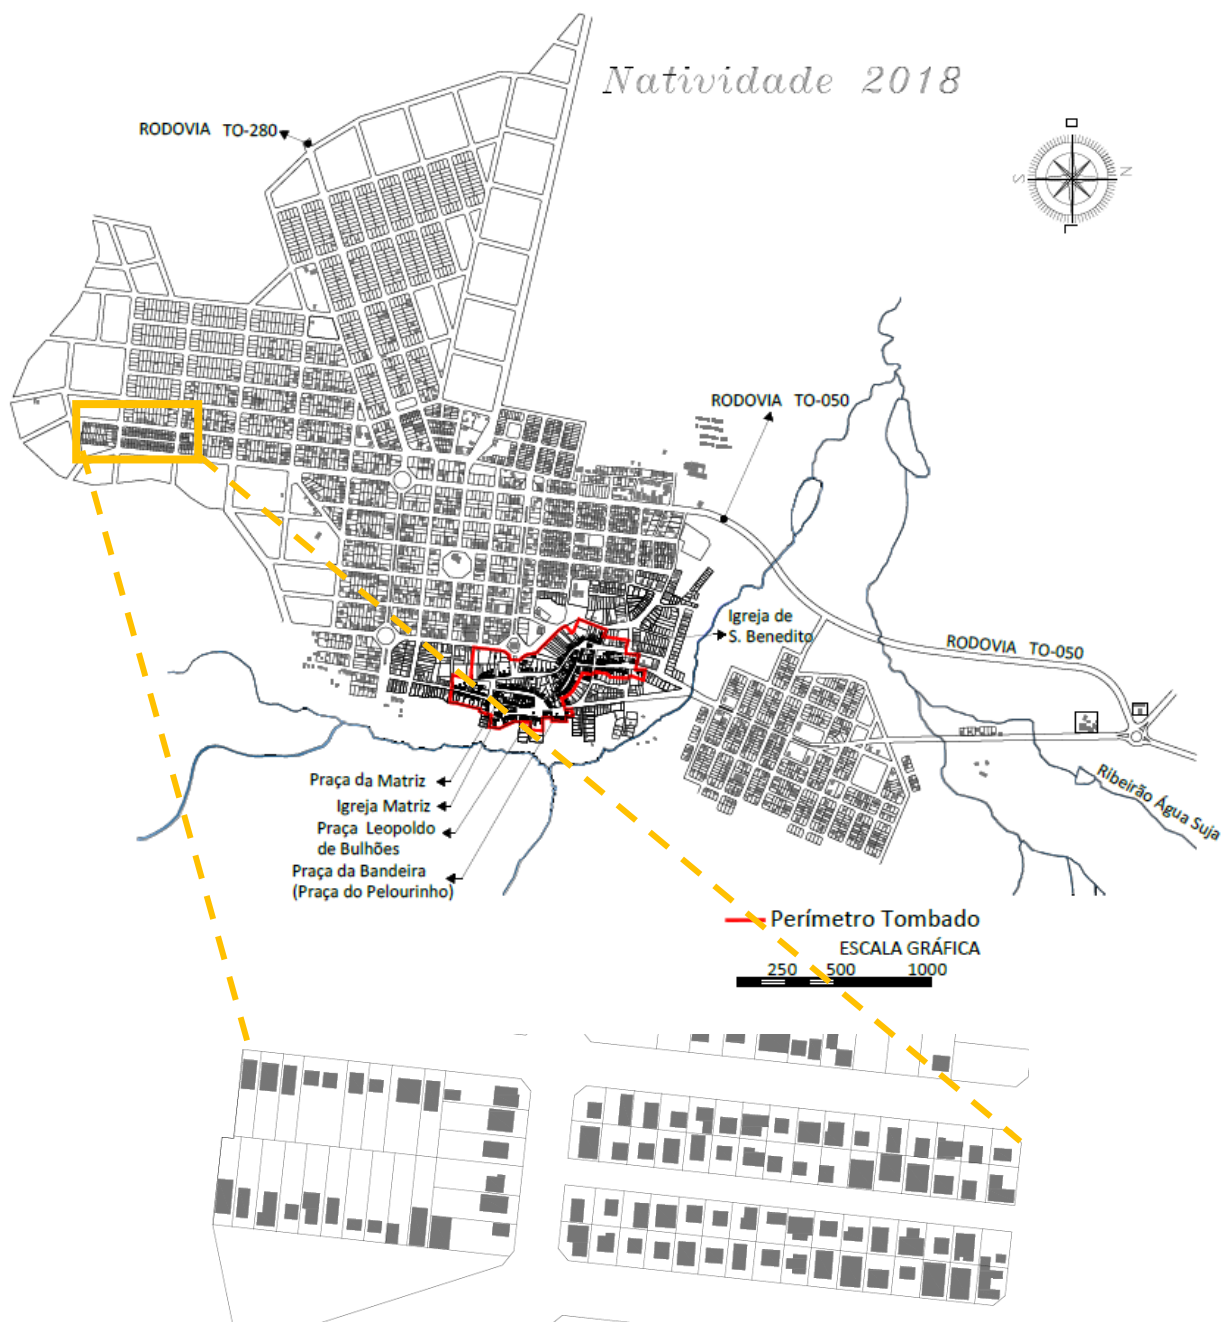 Natividade 2018
RODOVIA TO-280
S
N
L
O
RODOVIA TO-050
Igreja de
S. Benedito
RODOVIA TO-050
Ribeirão Água Suja
Praça da Matriz
Igreja Matriz
Praça Leopoldo
de Bulhões
Praça da Bandeira
(Praça do Pelourinho)
Perímetro Tombado
ESCALA GRÁFICA
250 500 1000